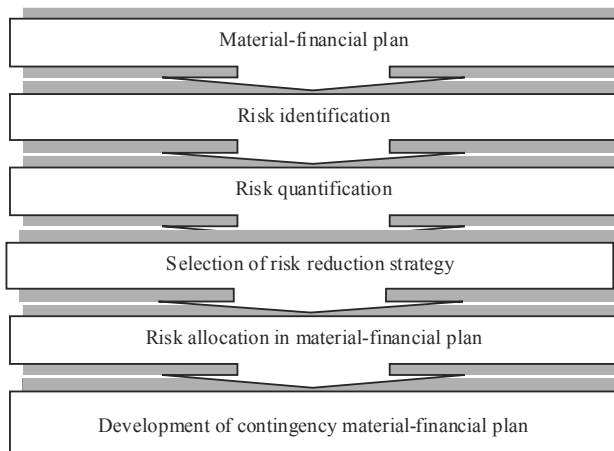 Material-financial plan
Risk identification
Risk quantification
Selection of risk reduction strategy
Risk allocation in material-financial plan
Development of contingency material-financial plan